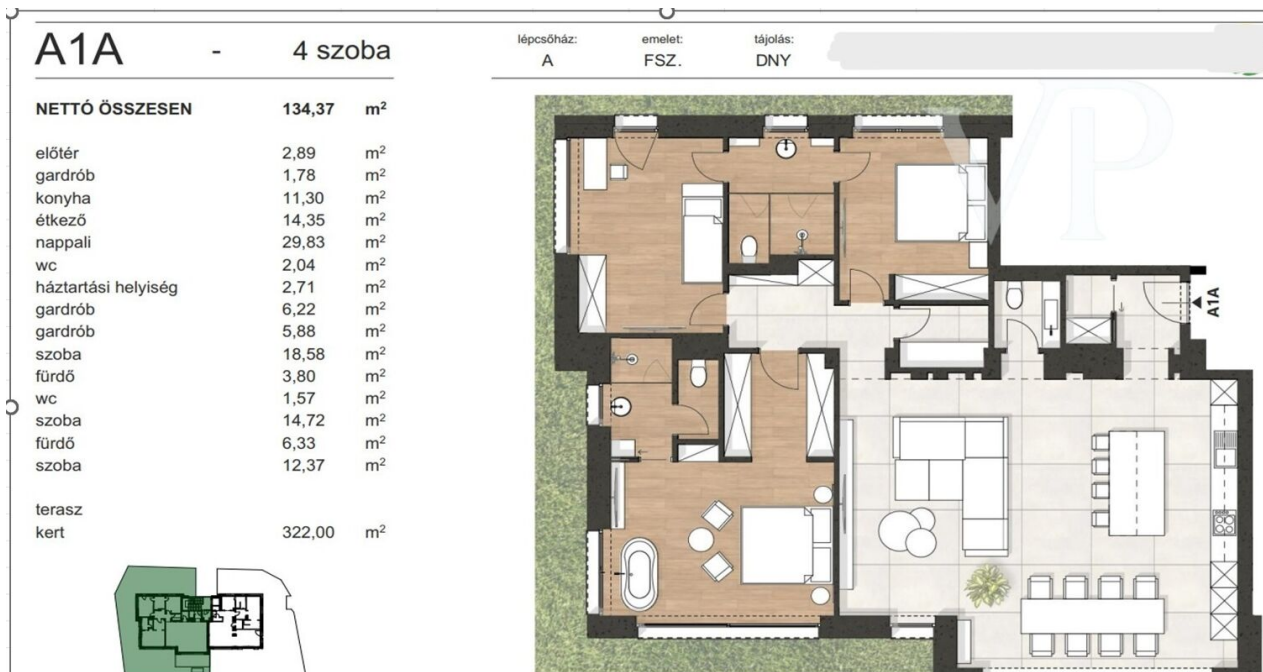 A1A - 4 szoba
lépcsőház: emelet: tájolás:
A FSZ. DNY
NETTÓ ÖSSZESEN 134,37 m²
előtér 2,89 m²
gardrób 1,78 m²
konyha 11,30 m²
étkező 14,35 m²
nappali 29,83 m²
wc 2,04 m²
háztartási helyiség 2,71 m²
gardrób 6,22 m²
gardrób 5,88 m²
szoba 18,58 m²
fürdő 3,80 m²
wc 1,57 m²
szoba 14,72 m²
fürdő 6,33 m²
szoba 12,37 m²
terasz
kert 322,00 m²
VP
A1A